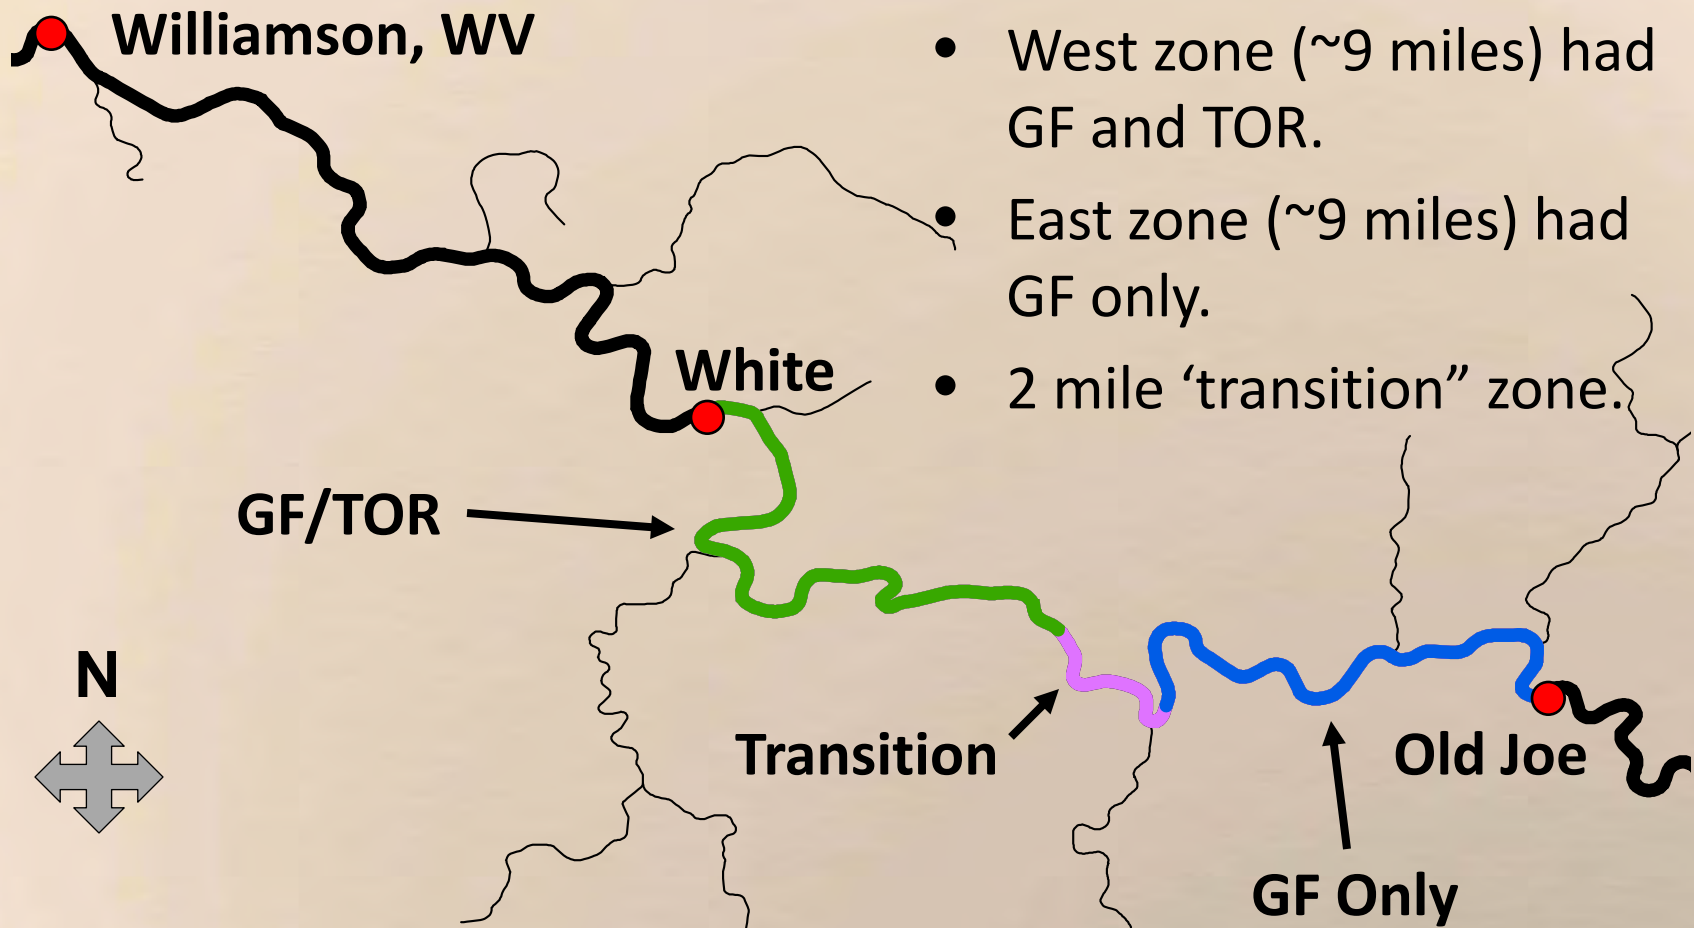 Williamson, WV
• West zone (~9 miles) had
GF and TOR.
• East zone (~9 miles) had
GF only.
• 2 mile ‘transition” zone.
White
GF/TOR
N
Transition
Old Joe
GF Only